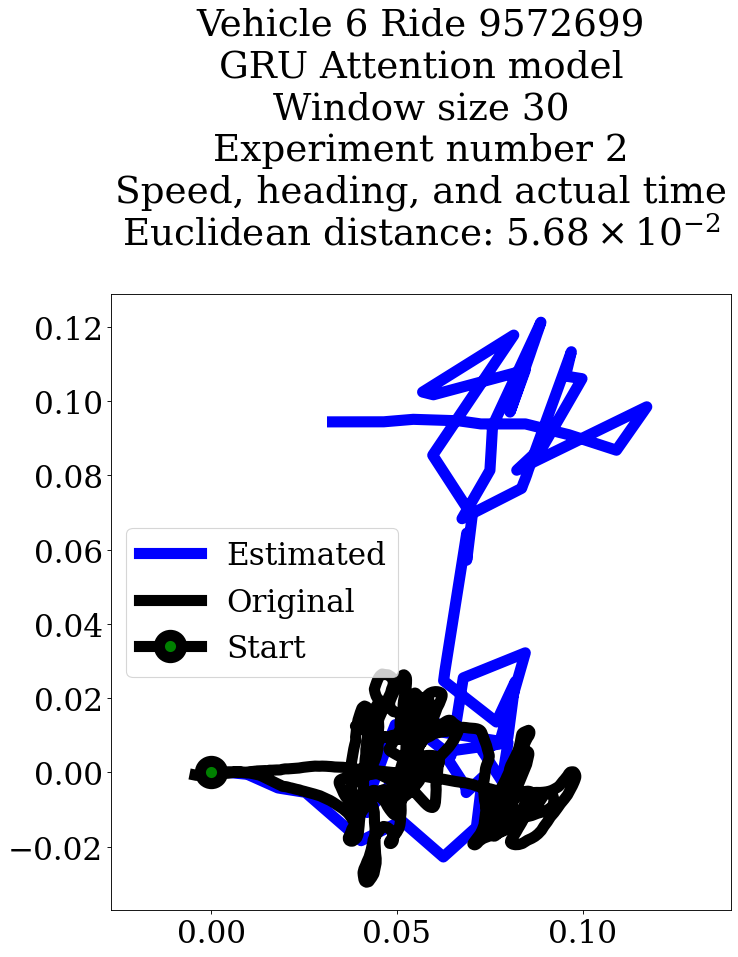 Vehicle 6 Ride 9572699
GRU Attention model
Window size 30
Experiment number 2
Speed, heading, and actual time
Euclidean distance: 5.68 × 10⁻²
0.12
0.10
0.08
0.06
0.04
0.02
0.00
−0.02
Estimated
Original
Start
0.00 0.05 0.10